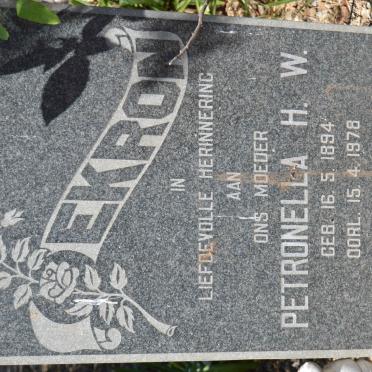 EKRON
IN
LIEFDEVOLLE HERINNERING
AAN
ONS MOEDER
PETRONELLA H. W.
GEB. 16. 5. 1894
OORL. 15. 4. 1978